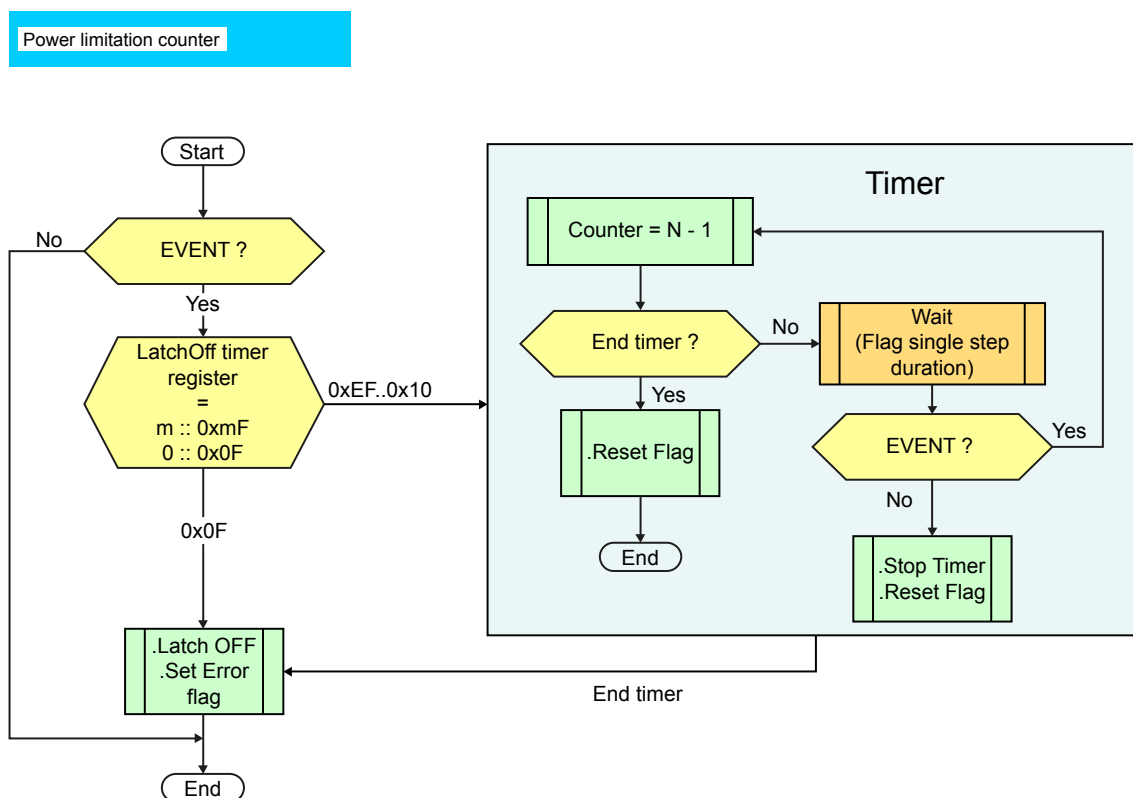 Power limitation counter
Start
EVENT ?
No
Yes
LatchOff timer
register
=
m :: 0xmF
0 :: 0x0F
0xEF..0x10
0x0F
.Latch OFF
.Set Error
flag
End
Timer
Counter = N - 1
End timer ?
No
Yes
.Reset Flag
End
Wait
(Flag single step
duration)
EVENT ?
Yes
No
.Stop Timer
.Reset Flag
End timer